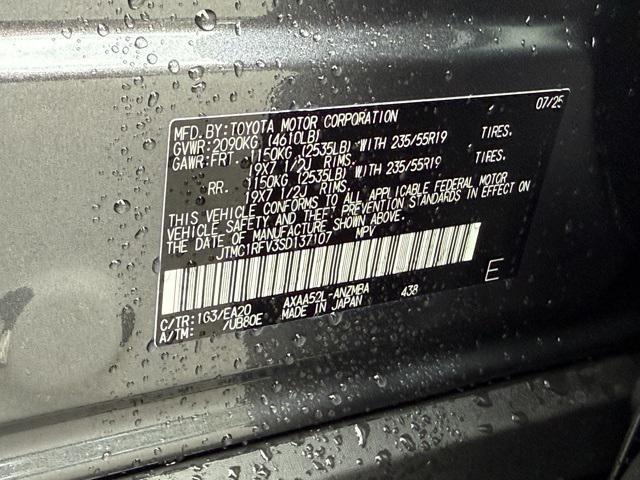 07/25
MFD.BY:TOYOTA MOTOR CORPORATION
GVWR:2090KG (4610LB)
GAWR:FRT. 1150KG (2535LB) WITH 235/55R19 TIRES.
19X7 1/2J RIMS.
RR. 1150KG (2535LB) WITH 235/55R19 TIRES.
19X7 1/2J RIMS.
THIS VEHICLE CONFORMS TO ALL APPLICABLE FEDERAL MOTOR
VEHICLE SAFETY AND THEFT PREVENTION STANDARDS IN EFFECT ON
THE DATE OF MANUFACTURE SHOWN ABOVE.
JTMC1RFV3SD137107 MPV
E
C/TR:1G3/EA20 AXAA52L-ANZMBA 438
A/TM: /UB80E MADE IN JAPAN